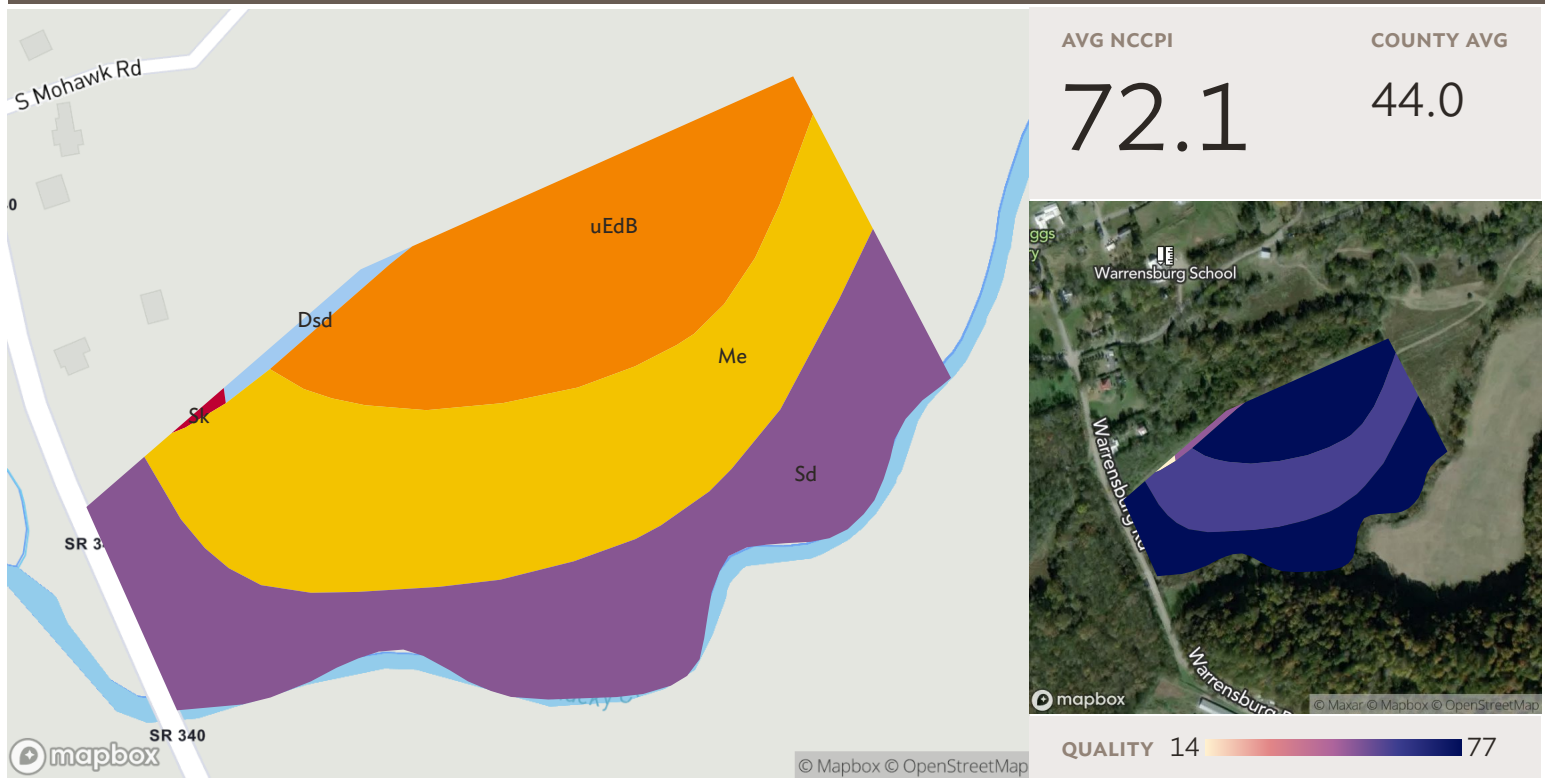 S Mohawk Rd
uEdB
Dsd
Me
Sk
Sd
SR 340
mapbox
© Mapbox © OpenStreetMap
AVG NCCPI
COUNTY AVG
72.1
44.0
Warrensburg School
Warrensburg Rd
Warrensburg
mapbox
© Maxar © Mapbox © OpenStreetMap
QUALITY 14 77